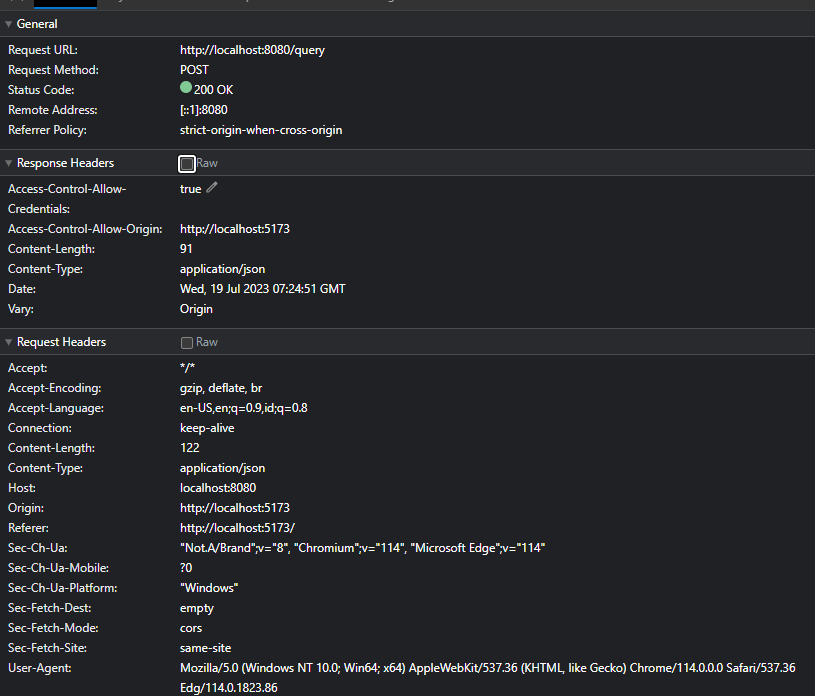 General
Request URL: http://localhost:8080/query
Request Method: POST
Status Code: 200 OK
Remote Address: [::1]:8080
Referrer Policy: strict-origin-when-cross-origin
Response Headers Raw
Access-Control-Allow- true
Credentials:
Access-Control-Allow-Origin: http://localhost:5173
Content-Length: 91
Content-Type: application/json
Date: Wed, 19 Jul 2023 07:24:51 GMT
Vary: Origin
Request Headers Raw
Accept: */*
Accept-Encoding: gzip, deflate, br
Accept-Language: en-US,en;q=0.9,id;q=0.8
Connection: keep-alive
Content-Length: 122
Content-Type: application/json
Host: localhost:8080
Origin: http://localhost:5173
Referer: http://localhost:5173/
Sec-Ch-Ua: "Not.A/Brand";v="8", "Chromium";v="114", "Microsoft Edge";v="114"
Sec-Ch-Ua-Mobile: ?0
Sec-Ch-Ua-Platform: "Windows"
Sec-Fetch-Dest: empty
Sec-Fetch-Mode: cors
Sec-Fetch-Site: same-site
User-Agent: Mozilla/5.0 (Windows NT 10.0; Win64; x64) AppleWebKit/537.36 (KHTML, like Gecko) Chrome/114.0.0.0 Safari/537.36
Edg/114.0.1823.86